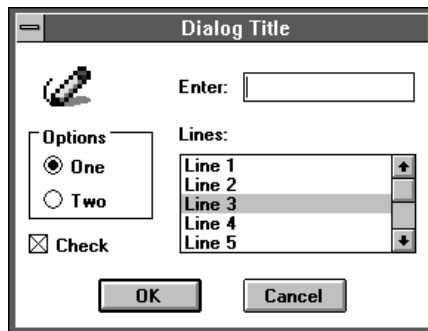 Dialog Title
Enter:
Options
One
Two
Check
Lines:
Line 1
Line 2
Line 3
Line 4
Line 5
OK
Cancel